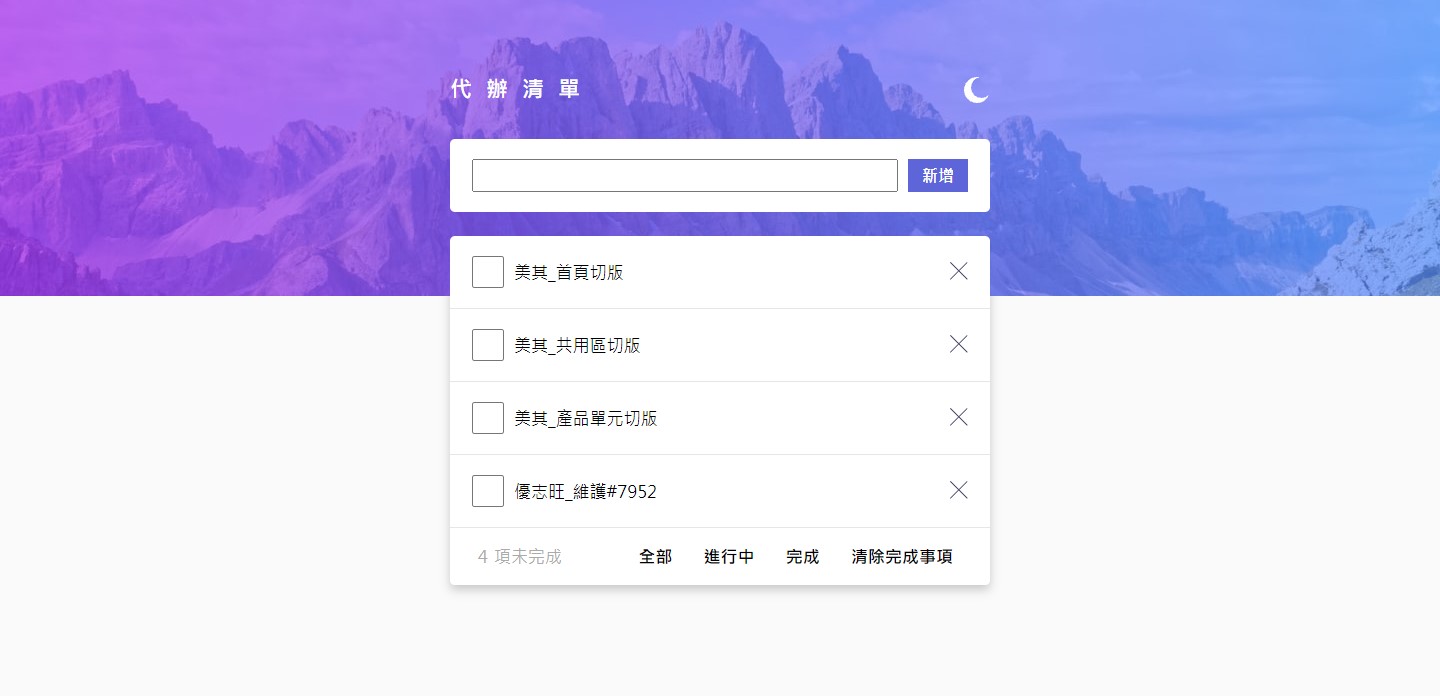 代辦清單
新增
美其_首頁切版
美其_共用區切版
美其_產品單元切版
優志旺_維護#7952
4 項未完成 全部 進行中 完成 清除完成事項